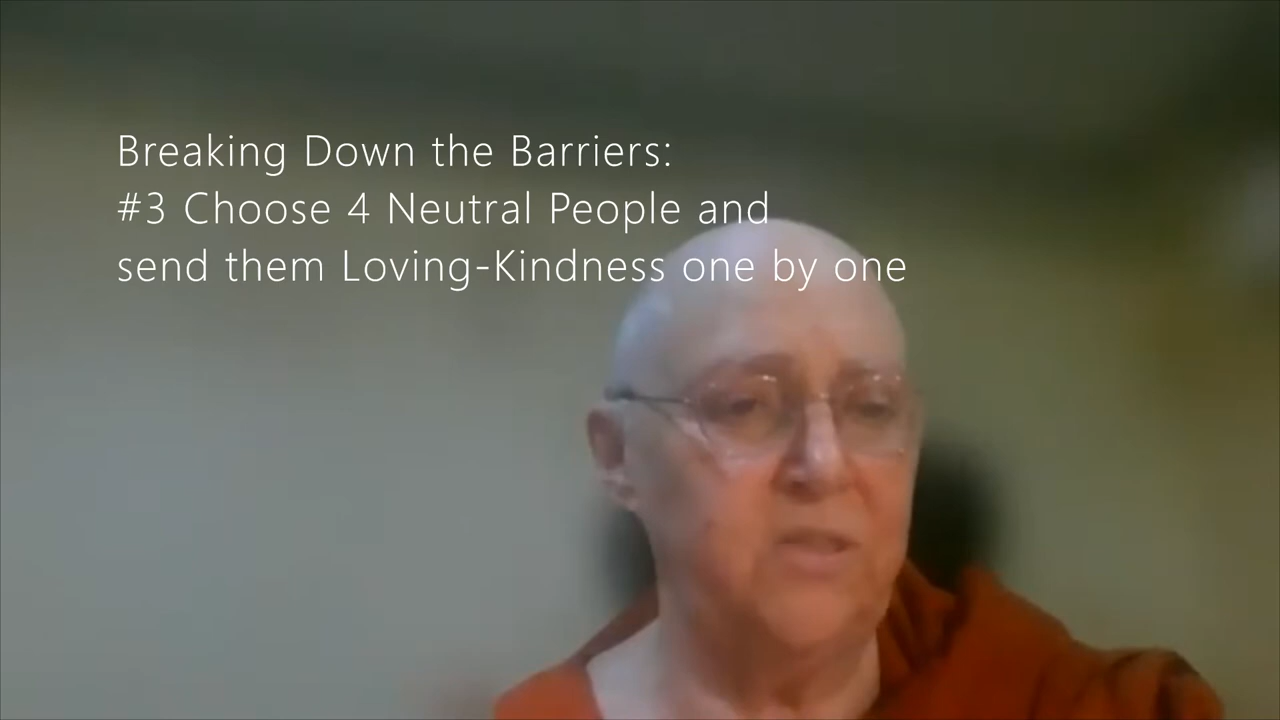 Breaking Down the Barriers:
#3 Choose 4 Neutral People and
send them Loving-Kindness one by one